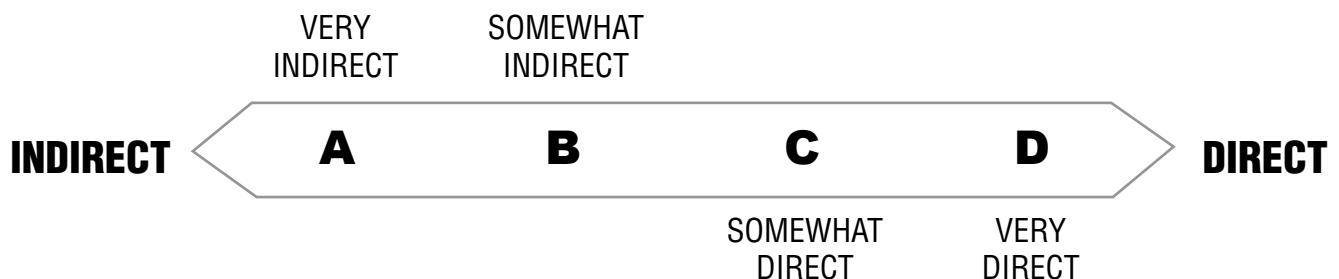 VERY SOMEWHAT
INDIRECT INDIRECT
INDIRECT A B C D DIRECT
SOMEWHAT VERY
DIRECT DIRECT